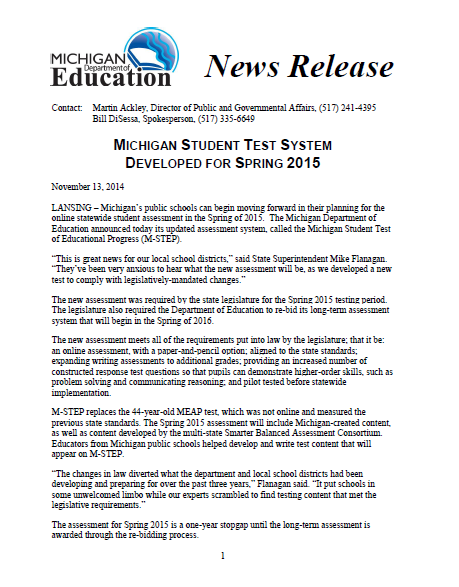 MICHIGAN
Department of
Education
News Release
Contact: Martin Ackley, Director of Public and Governmental Affairs, (517) 241-4395
Bill DiSessa, Spokesperson, (517) 335-6649
MICHIGAN STUDENT TEST SYSTEM
DEVELOPED FOR SPRING 2015
November 13, 2014
LANSING – Michigan's public schools can begin moving forward in their planning for the
online statewide student assessment in the Spring of 2015. The Michigan Department of
Education announced today its updated assessment system, called the Michigan Student Test
of Educational Progress (M-STEP).
"This is great news for our local school districts," said State Superintendent Mike Flanagan.
"They've been very anxious to hear what the new assessment will be, as we developed a new
test to comply with legislatively-mandated changes."
The new assessment was required by the state legislature for the Spring 2015 testing period.
The legislature also required the Department of Education to re-bid its long-term assessment
system that will begin in the Spring of 2016.
The new assessment meets all of the requirements put into law by the legislature; that it be:
an online assessment, with a paper-and-pencil option; aligned to the state standards;
expanding writing assessments to additional grades; providing an increased number of
constructed response test questions so that pupils can demonstrate higher-order skills, such as
problem solving and communicating reasoning; and pilot tested before statewide
implementation.
M-STEP replaces the 44-year-old MEAP test, which was not online and measured the
previous state standards. The Spring 2015 assessment will include Michigan-created content,
as well as content developed by the multi-state Smarter Balanced Assessment Consortium.
Educators from Michigan public schools helped develop and write test content that will
appear on M-STEP.
"The changes in law diverted what the department and local school districts had been
developing and preparing for over the past three years," Flanagan said. "It put schools in
some unwelcomed limbo while our experts scrambled to find testing content that met the
legislative requirements."
The assessment for Spring 2015 is a one-year stopgap until the long-term assessment is
awarded through the re-bidding process.
1